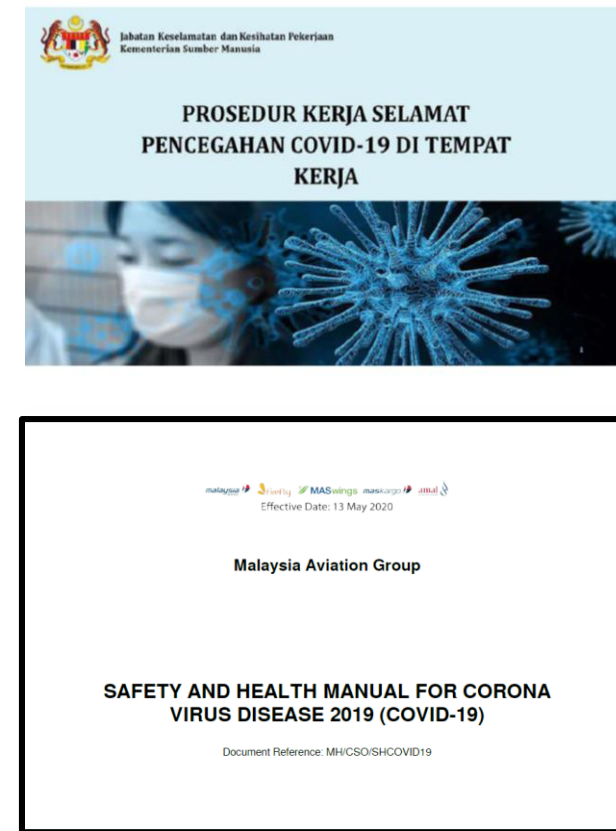 Jabatan Keselamatan dan Kesihatan Pekerjaan
Kementerian Sumber Manusia
PROSEDUR KERJA SELAMAT
PENCEGAHAN COVID-19 DI TEMPAT
KERJA
1
malaysia firefly MASwings maskargo amal
Effective Date: 13 May 2020
Malaysia Aviation Group
SAFETY AND HEALTH MANUAL FOR CORONA
VIRUS DISEASE 2019 (COVID-19)
Document Reference: MH/CSO/SHCOVID19